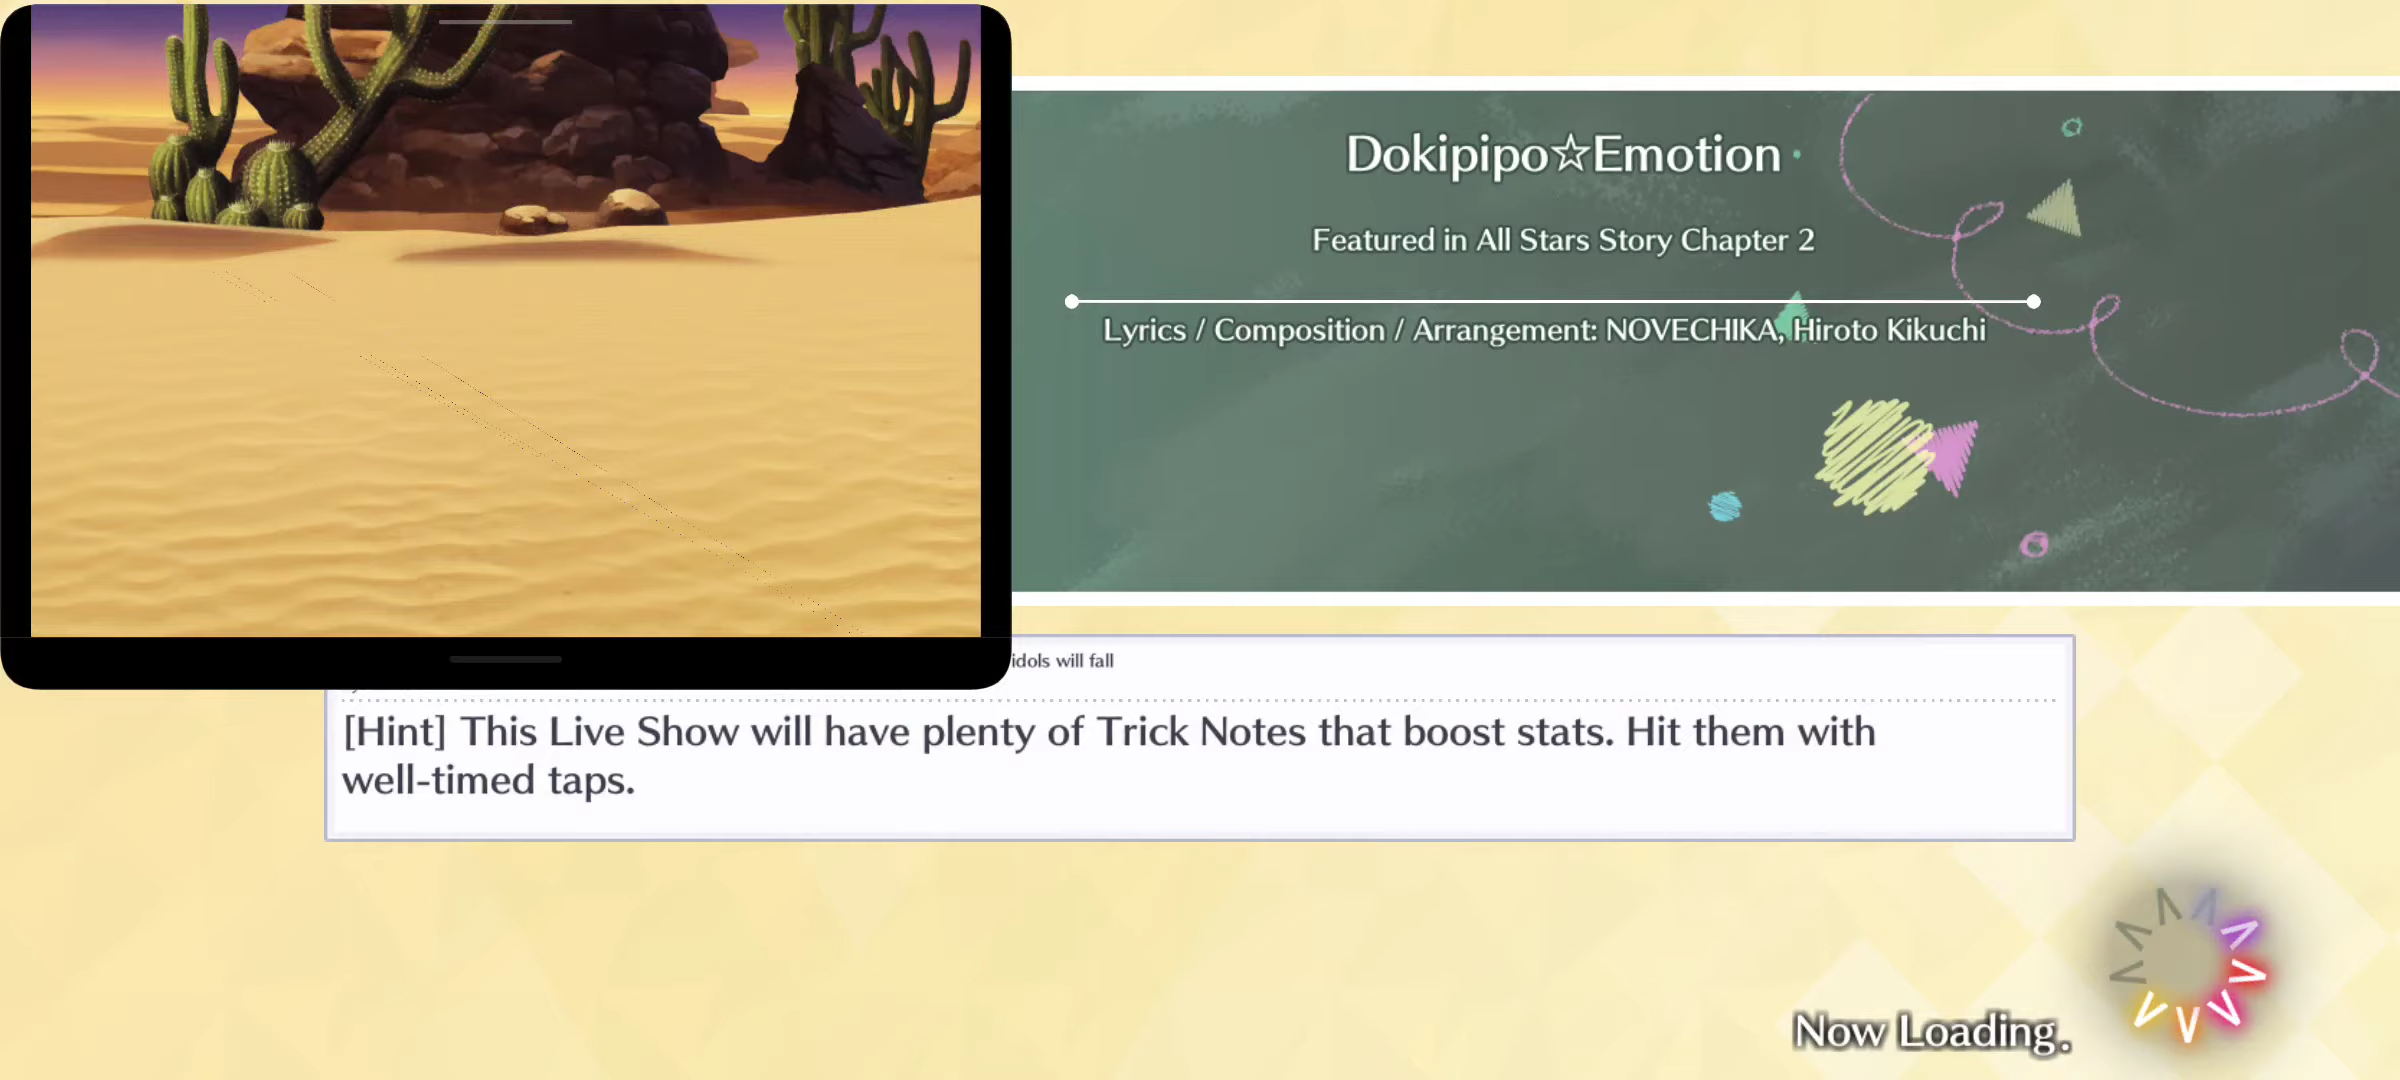 Dokipipo☆Emotion
Featured in All Stars Story Chapter 2
Lyrics / Composition / Arrangement: NOVECHIKA, Hiroto Kikuchi
idols will fall
[Hint] This Live Show will have plenty of Trick Notes that boost stats. Hit them with
well-timed taps.
Now Loading.